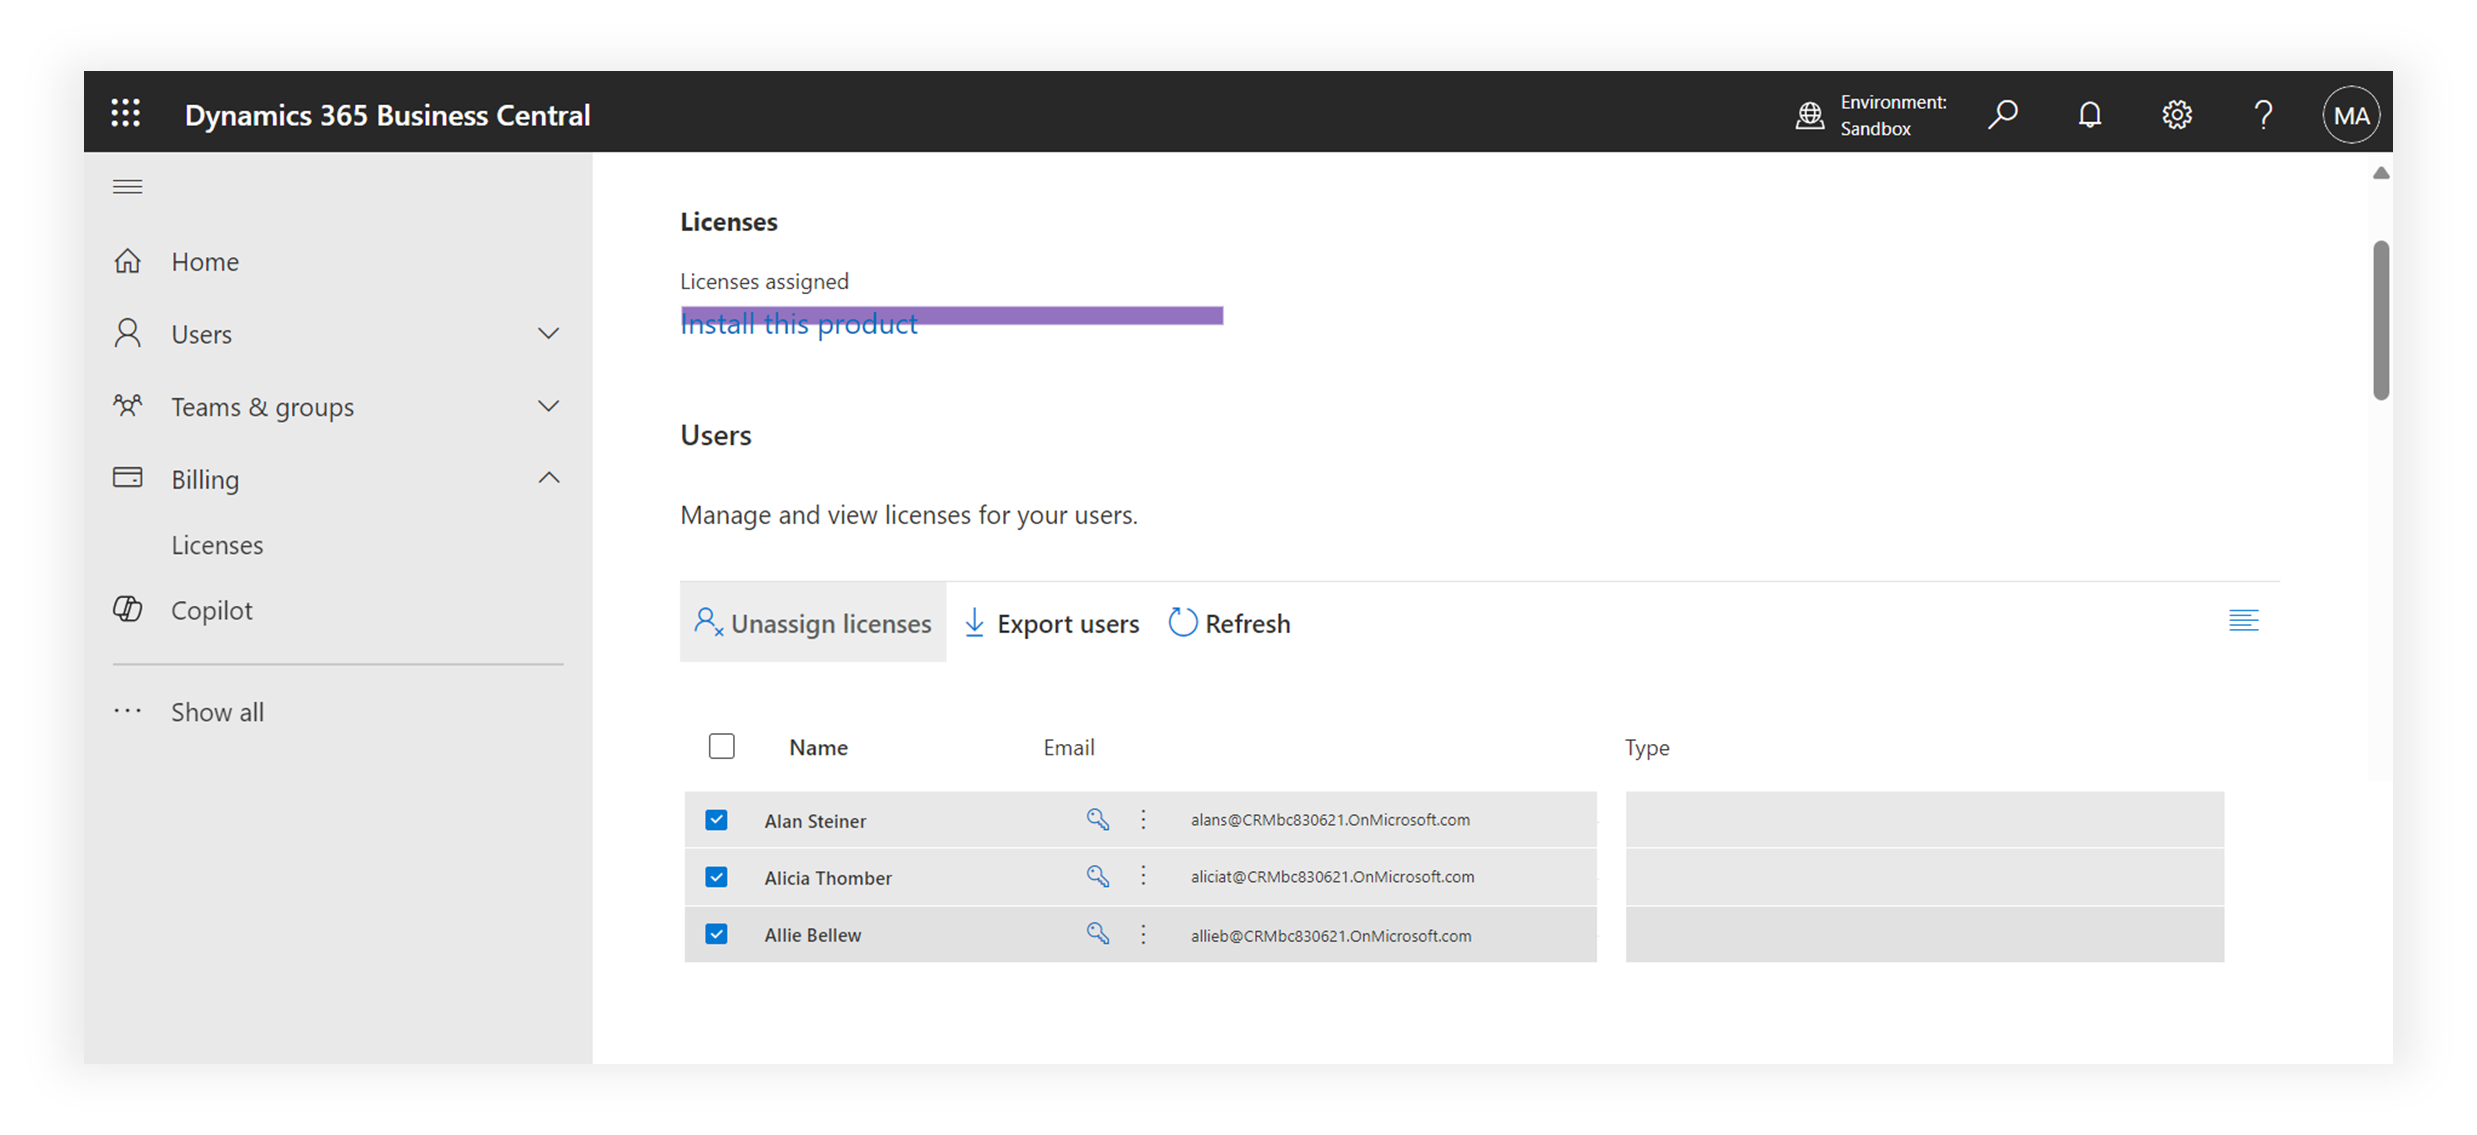 Dynamics 365 Business Central
Environment:
Sandbox
MA
Home
Users
Teams & groups
Billing
Licenses
Copilot
Show all
Licenses
Licenses assigned
Install this product
Users
Manage and view licenses for your users.
Unassign licenses Export users Refresh
Name Email Type
Alan Steiner alans@CRMbc830621.OnMicrosoft.com
Alicia Thomber aliciat@CRMbc830621.OnMicrosoft.com
Allie Bellew allieb@CRMbc830621.OnMicrosoft.com